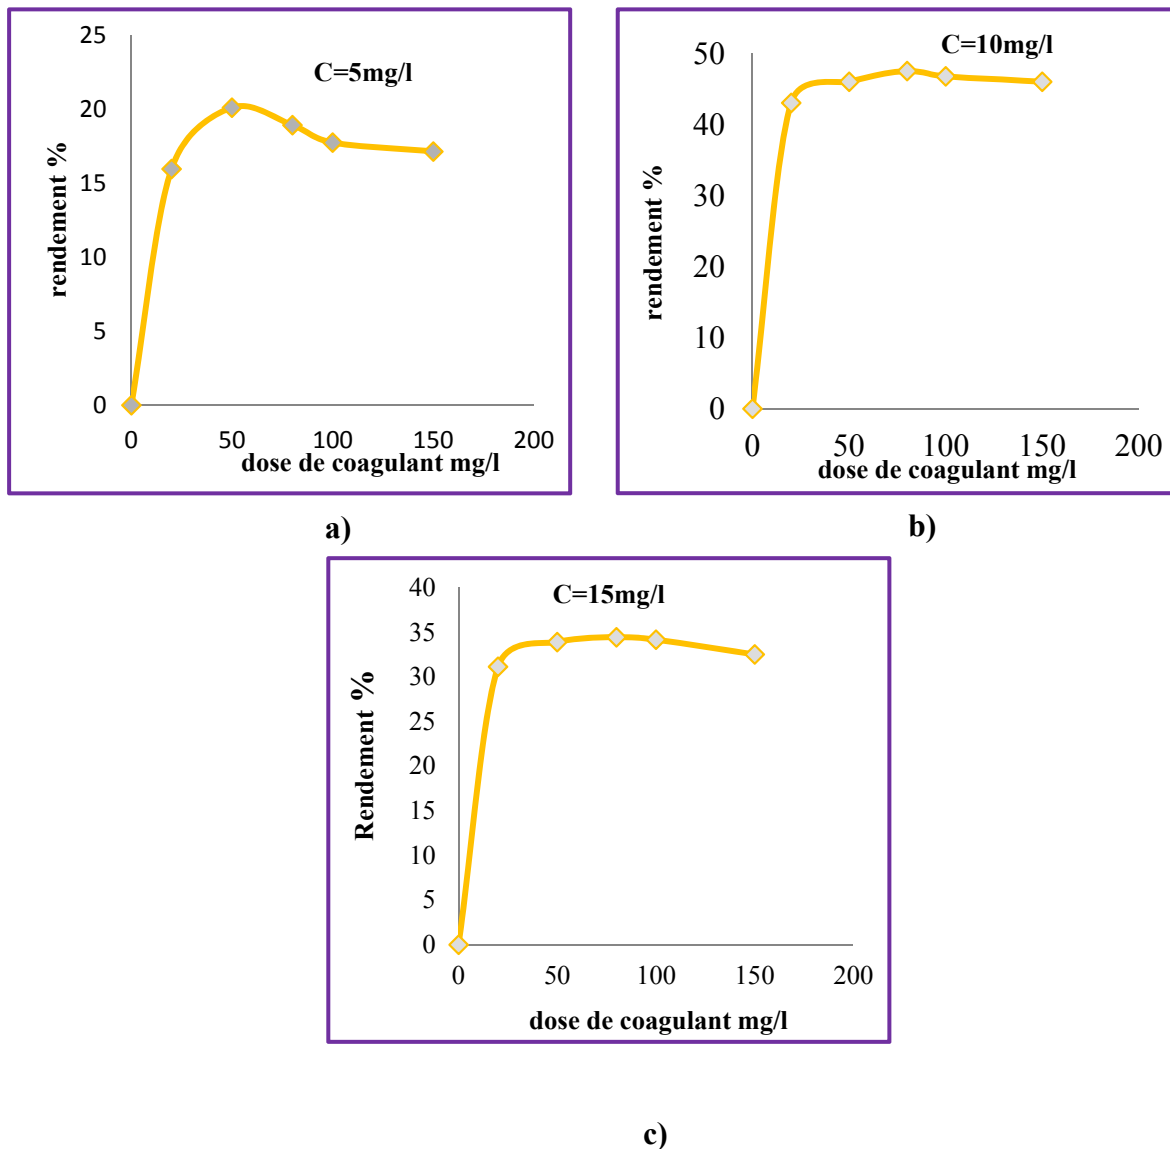 C=5mg/l
rendement %
25
20
15
10
5
0
0 50 100 150 200
dose de coagulant mg/l
a)
C=10mg/l
rendement %
50
40
30
20
10
0
0 50 100 150 200
dose de coagulant mg/l
b)
C=15mg/l
Rendement %
40
35
30
25
20
15
10
5
0
0 50 100 150 200
dose de coagulant mg/l
c)